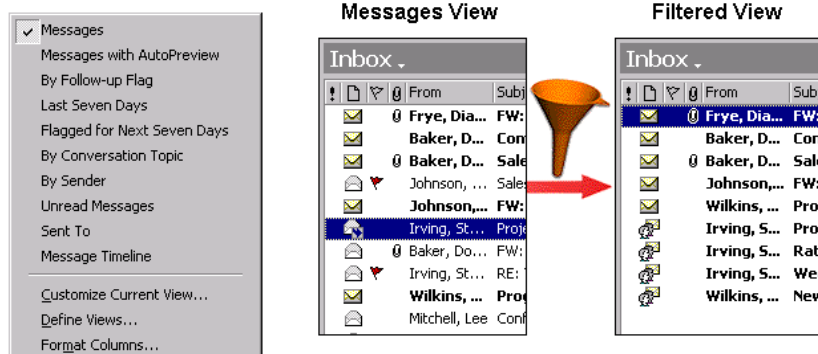 Messages
Messages with AutoPreview
By Follow-up Flag
Last Seven Days
Flagged for Next Seven Days
By Conversation Topic
By Sender
Unread Messages
Sent To
Message Timeline
Customize Current View...
Define Views...
Format Columns...
Messages View
Inbox
! From Subj
Frye, Dia... FW:
Baker, D... Con
Baker, D... Sale
Johnson, ... Sales
Johnson,... FW:
Irving, St... Proje
Baker, Do... FW:
Irving, St... RE:
Wilkins, ... Prog
Mitchell, Lee Conf
Filtered View
Inbox
! From Sub
Frye, Dia... FW:
Baker, D... Con
Baker, D... Sale
Johnson,... FW:
Wilkins, ... Pro
Irving, S... Pro
Irving, S... Rat
Irving, S... We
Wilkins, ... New